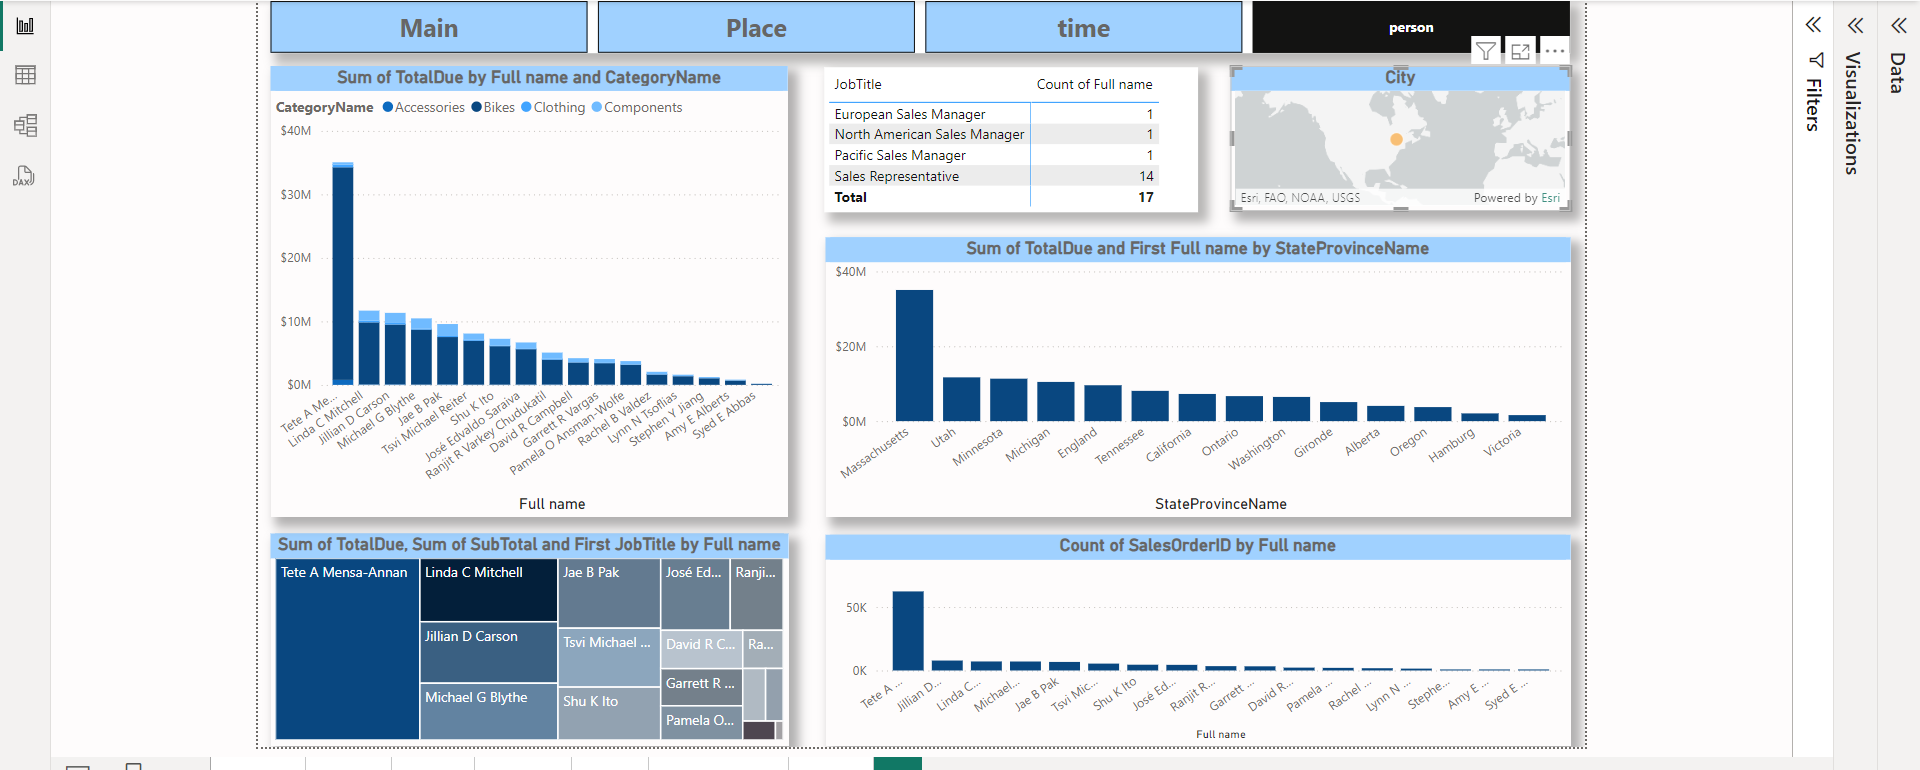 Main
Place
time
person
Sum of TotalDue by Full name and CategoryName
CategoryName Accessories Bikes Clothing Components
$40M
$30M
$20M
$10M
$0M
Tete A Me...
Linda C Mitchell
Jillian D Carson
Michael G Blythe
Jae B Pak
Tsvi Michael Reiter
Shu K Ito
José Edvaldo Saraiva
Ranjit R Varkey Chudukatil
David R Campbell
Garrett R Vargas
Pamela O Ansman-Wolfe
Rachel B Valdez
Lynn N Tsoflias
Stephen Y Jiang
Amy E Alberts
Syed E Abbas
Full name
JobTitle Count of Full name
European Sales Manager 1
North American Sales Manager 1
Pacific Sales Manager 1
Sales Representative 14
Total 17
City
Esri, FAO, NOAA, USGS
Powered by Esri
Sum of TotalDue and First Full name by StateProvinceName
$40M
$20M
$0M
Massachusetts
Utah
Minnesota
Michigan
England
Tennessee
California
Ontario
Washington
Gironde
Alberta
Oregon
Hamburg
Victoria
StateProvinceName
Sum of TotalDue, Sum of SubTotal and First JobTitle by Full name
Tete A Mensa-Annan
Linda C Mitchell
Jillian D Carson
Michael G Blythe
Jae B Pak
Tsvi Michael ...
Shu K Ito
José Ed...
Ranji...
David R C...
Ra...
Garrett R ...
Pamela O...
Count of SalesOrderID by Full name
50K
0K
Tete A ...
Jillian D...
Linda C...
Michael...
Jae B Pak
Tsvi Mic...
Shu K Ito
José Ed...
Ranjit R...
Garrett ...
David R...
Pamela ...
Rachel ...
Lynn N ...
Stephe...
Amy E ...
Syed E ...
Full name
Filters
Visualizations
Data
DAX